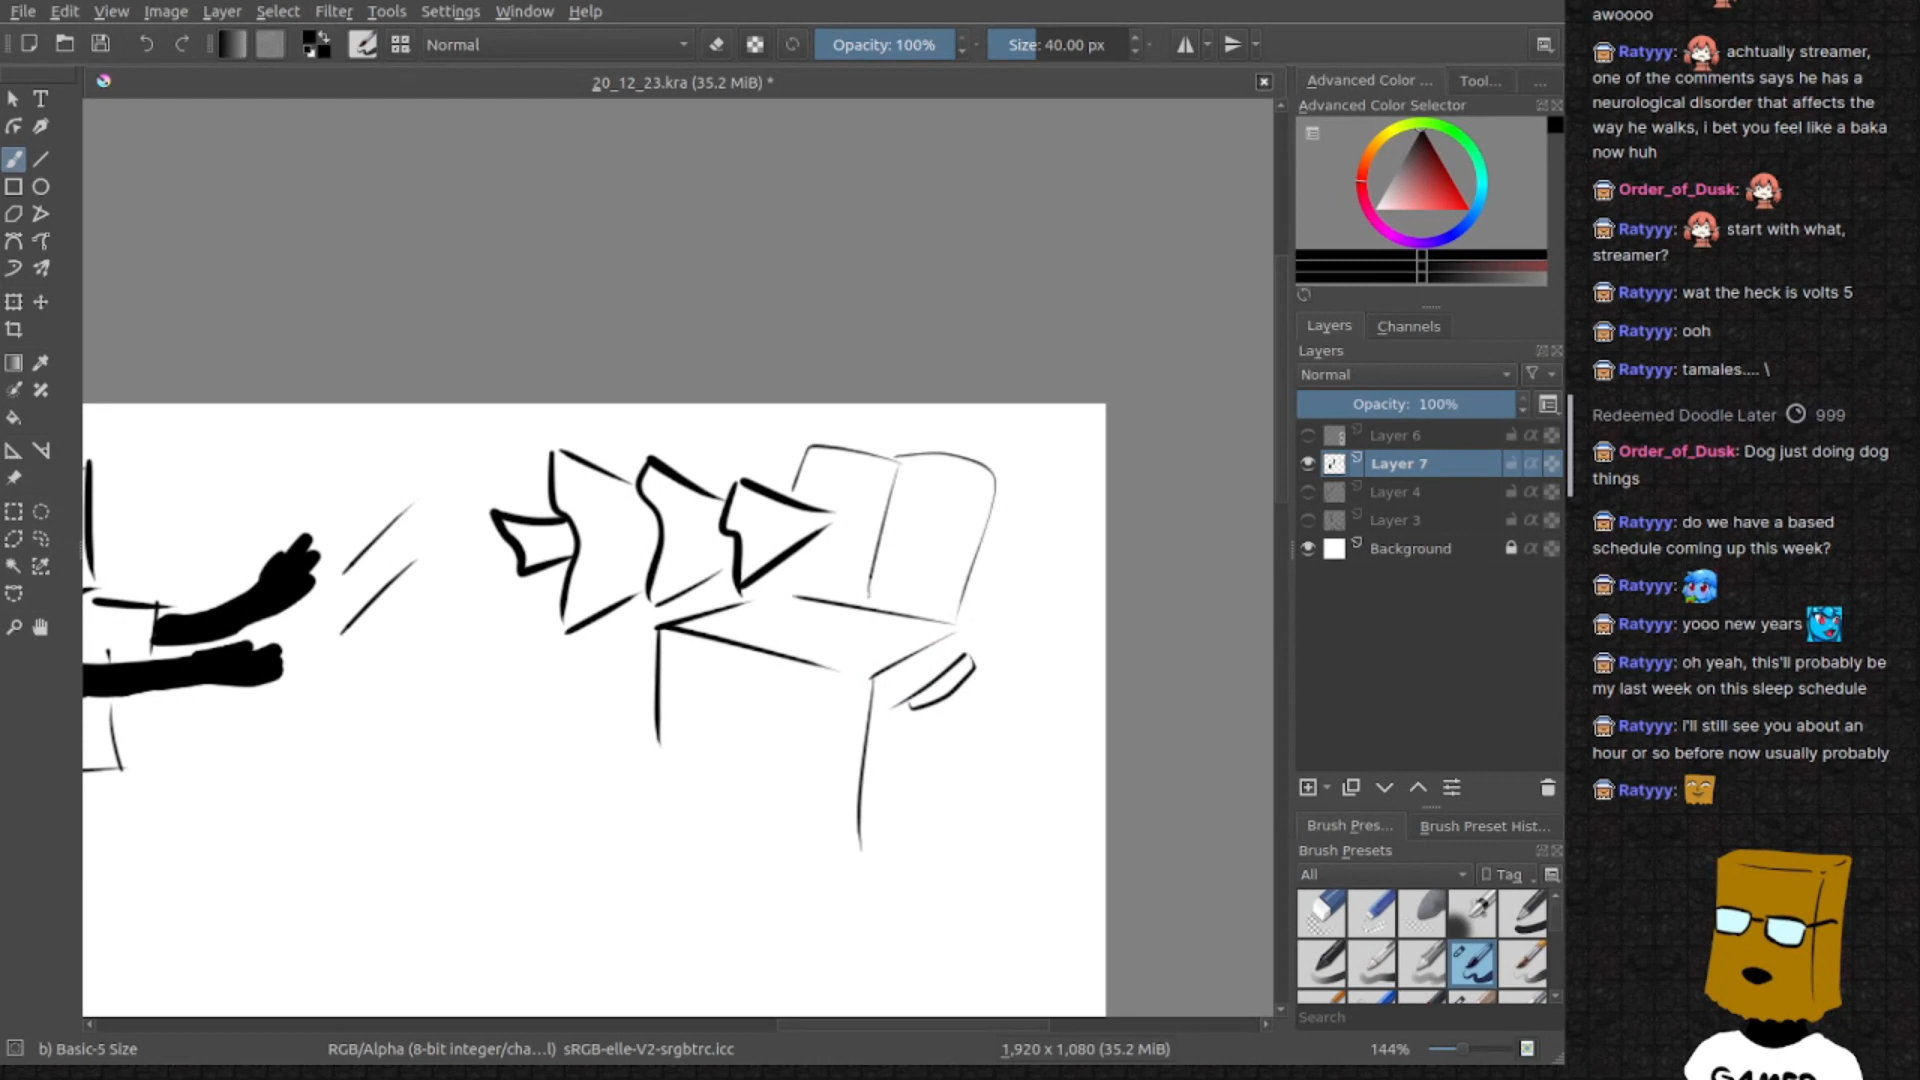 File Edit View Image Layer Select Filter Tools Settings Window Help
awoooo
Normal
Opacity: 100%
Size: 40.00 px
20_12_23.kra (35.2 MiB) *
Advanced Color ...
Tool...
...
Advanced Color Selector
Ratyyy: achtually streamer,
one of the comments says he has a
neurological disorder that affects the
way he walks, i bet you feel like a baka
now huh
Order_of_Dusk:
Ratyyy: start with what,
streamer?
Ratyyy: wat the heck is volts 5
Ratyyy: ooh
Ratyyy: tamales.... \
Redeemed Doodle Later 999
Order_of_Dusk: Dog just doing dog
things
Ratyyy: do we have a based
schedule coming up this week?
Ratyyy:
Ratyyy: yooo new years
Ratyyy: oh yeah, this'll probably be
my last week on this sleep schedule
Ratyyy: i'll still see you about an
hour or so before now usually probably
Ratyyy:
Layers Channels
Layers
Normal
Opacity: 100%
Layer 6
Layer 7
Layer 4
Layer 3
Background
Brush Pres... Brush Preset Hist...
Brush Presets
All
Tag
Search
b) Basic-5 Size
RGB/Alpha (8-bit integer/cha...l) sRGB-elle-V2-srgbtrc.icc
1,920 x 1,080 (35.2 MiB)
144%
GAMER